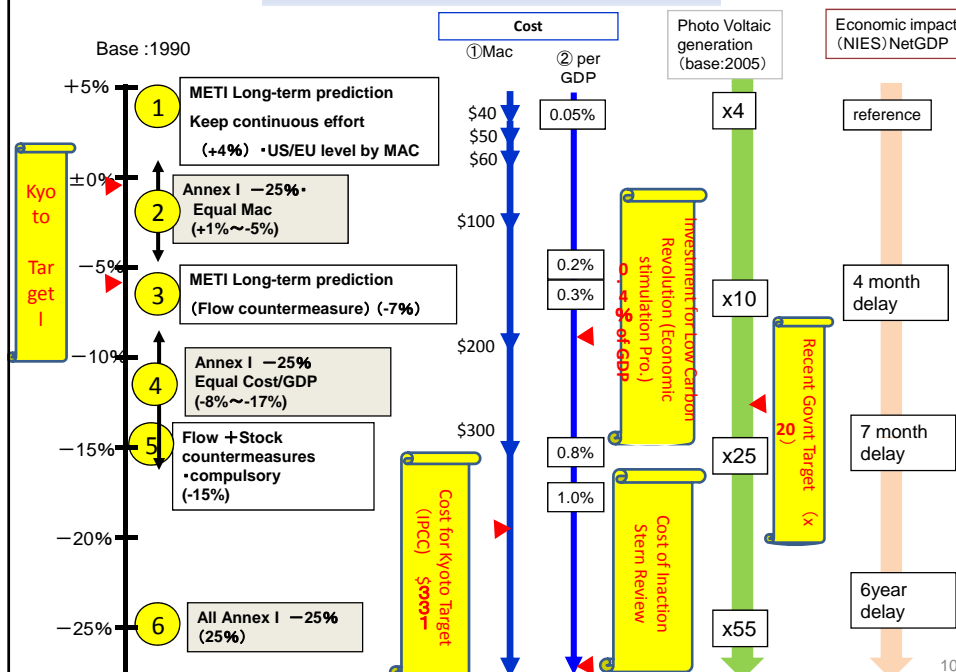 Cost
①Mac
② per
GDP
Photo Voltaic
generation
(base:2005)
Economic impact
(NIES) NetGDP
Base :1990
+5%
±0%
−5%
−10%
−15%
−20%
−25%
Kyo
to
Tar
get
I
1
METI Long-term prediction
Keep continuous effort
(+4%) ・US/EU level by MAC
2
Annex I −25%・
Equal Mac
(+1%~-5%)
3
METI Long-term prediction
(Flow countermeasure) (-7%)
4
Annex I −25%
Equal Cost/GDP
(-8%~-17%)
5
Flow +Stock
countermeasures
・compulsory
(-15%)
6
All Annex I −25%
(25%)
$40
$50
$60
$100
$200
$300
Cost for Kyoto Target
(IPCC) $331
0.05%
0.2%
0.3%
0.8%
1.0%
Investment for Low Carbon
Revolution (Economic
stimulation Pro.)
0.4% of GDP
Cost of Inaction
Stern Review
x4
x10
x25
x55
Recent Govnt Target (x
20)
reference
4 month
delay
7 month
delay
6year
delay
10